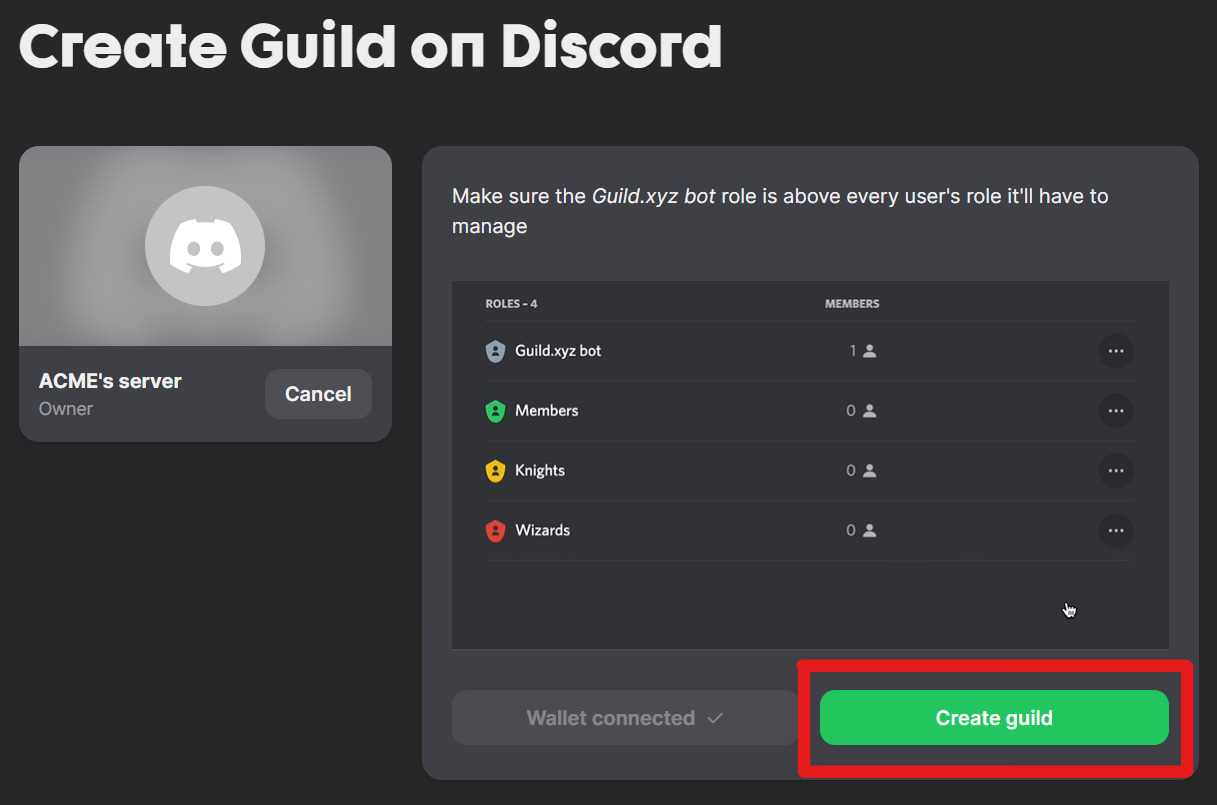 Create Guild on Discord
ACME's server
Owner
Cancel
Make sure the Guild.xyz bot role is above every user's role it'll have to
manage
ROLES – 4 MEMBERS
Guild.xyz bot 1
Members 0
Knights 0
Wizards 0
Wallet connected
Create guild